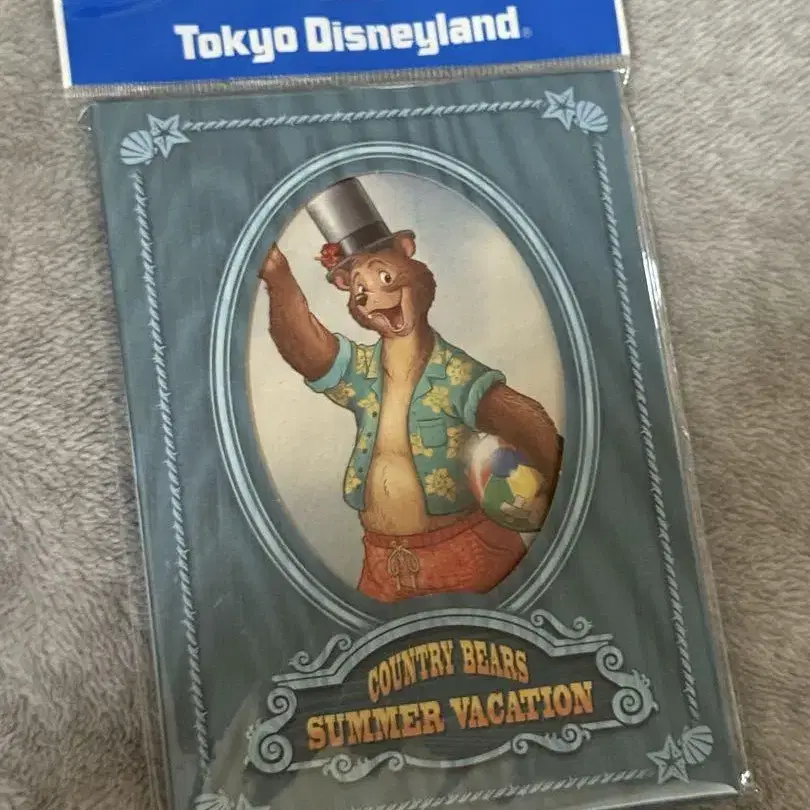 Tokyo Disneyland®
COUNTRY BEARS
SUMMER VACATION